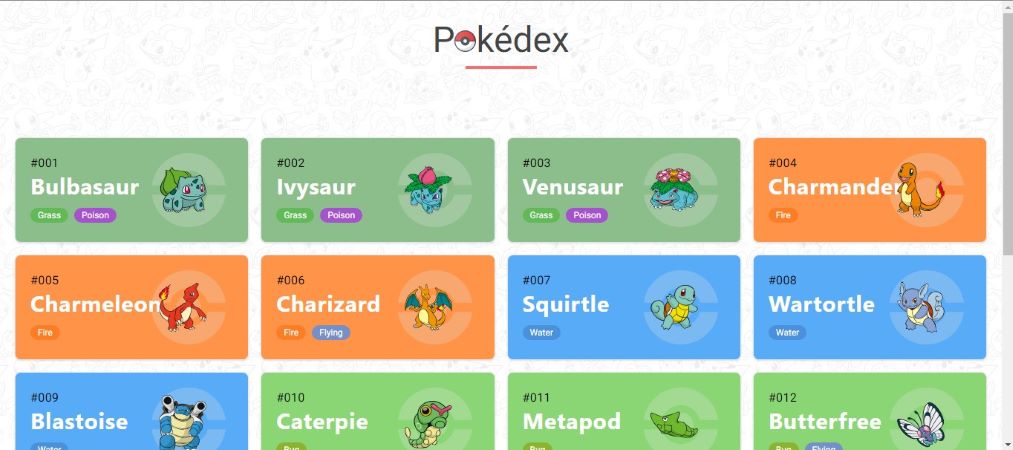 Pokédex
#001
Bulbasaur
Grass Poison
#002
Ivysaur
Grass Poison
#003
Venusaur
Grass Poison
#004
Charmander
Fire
#005
Charmeleon
Fire
#006
Charizard
Fire Flying
#007
Squirtle
Water
#008
Wartortle
Water
#009
Blastoise
Water
#010
Caterpie
Bug
#011
Metapod
Bug
#012
Butterfree
Bug Flying